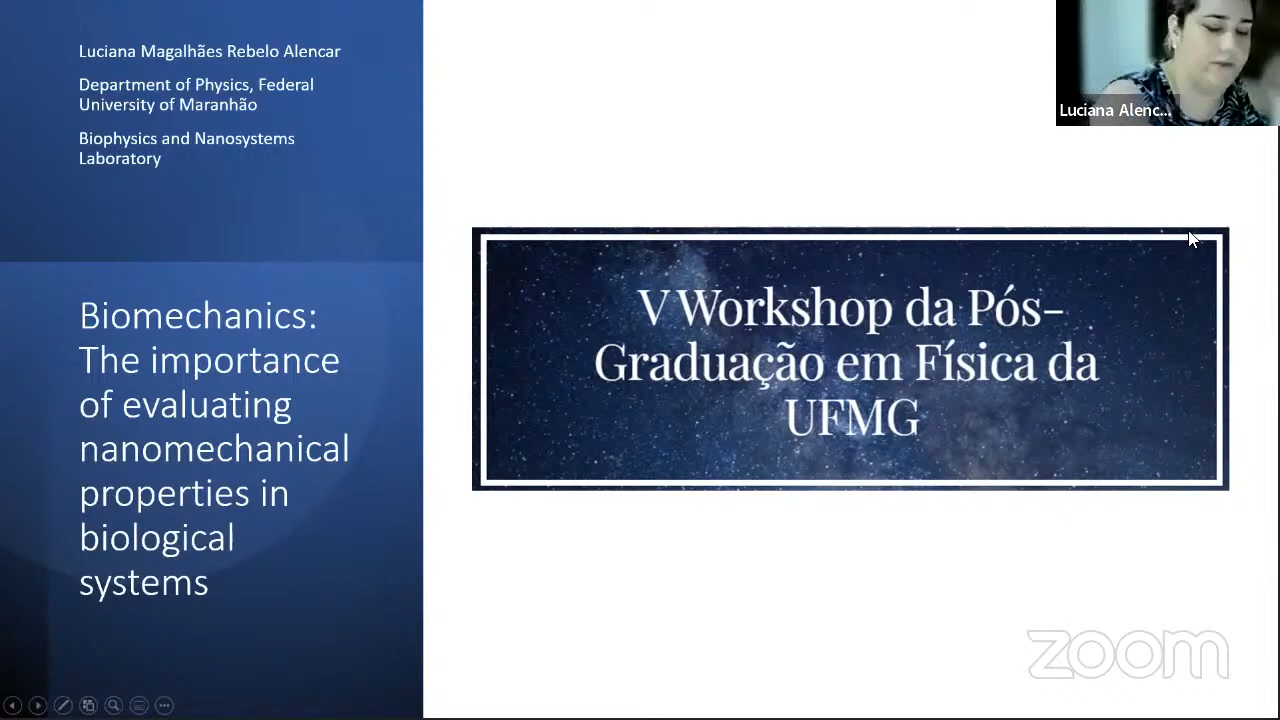 Luciana Magalhães Rebelo Alencar
Department of Physics, Federal
University of Maranhão
Biophysics and Nanosystems
Laboratory
Biomechanics:
The importance
of evaluating
nanomechanical
properties in
biological
systems
Luciana Alenc...
V Workshop da Pós-
Graduação em Física da
UFMG
zoom